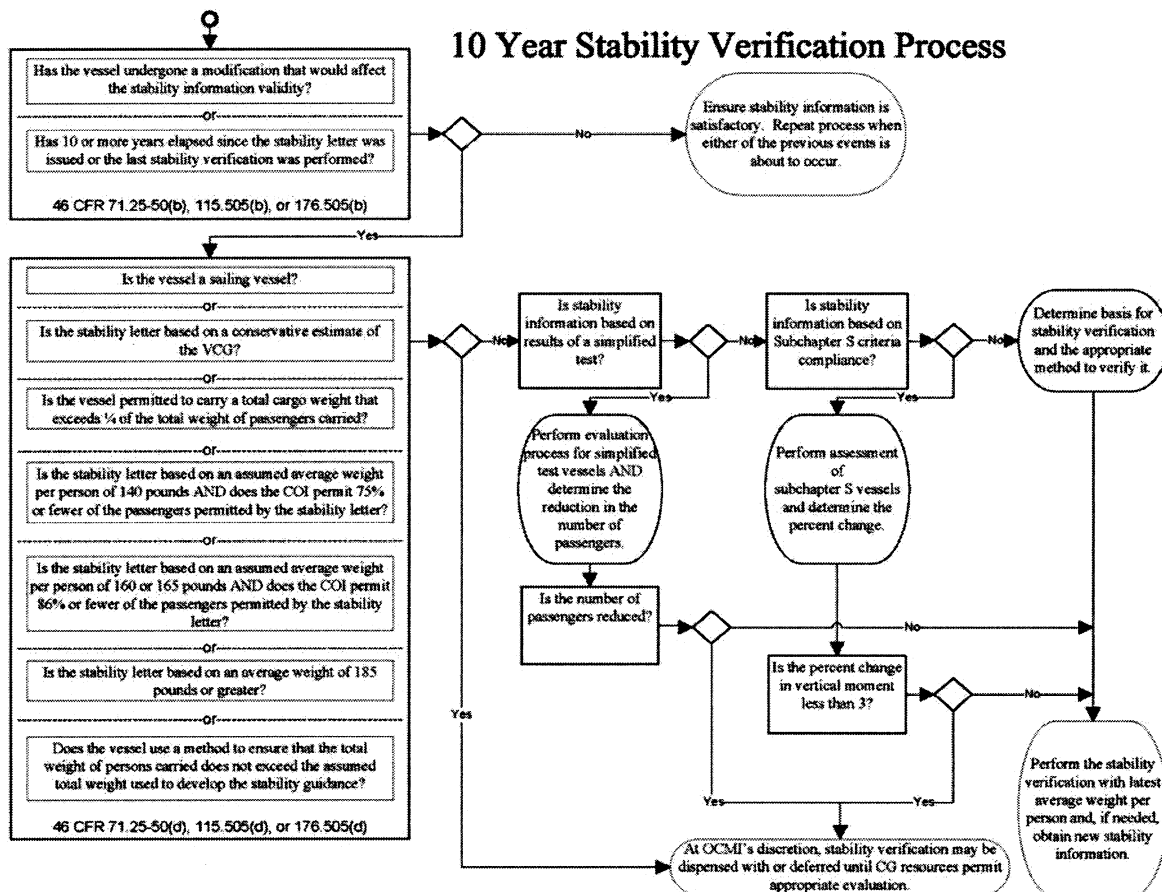 10 Year Stability Verification Process
Has the vessel undergone a modification that would affect
the stability information validity?
or
Has 10 or more years elapsed since the stability letter was
issued or the last stability verification was performed?
46 CFR 71.25-50(b), 115.505(b), or 176.505(b)
No
Ensure stability information is
satisfactory. Repeat process when
either of the previous events is
about to occur.
Yes
Is the vessel a sailing vessel?
or
Is the stability letter based on a conservative estimate of
the VCG?
or
Is the vessel permitted to carry a total cargo weight that
exceeds ¼ of the total weight of passengers carried?
or
Is the stability letter based on an assumed average weight
per person of 140 pounds AND does the COI permit 75%
or fewer of the passengers permitted by the stability letter?
or
Is the stability letter based on an assumed average weight
per person of 160 or 165 pounds AND does the COI permit
86% or fewer of the passengers permitted by the stability
letter?
or
Is the stability letter based on an average weight of 185
pounds or greater?
or
Does the vessel use a method to ensure that the total
weight of persons carried does not exceed the assumed
total weight used to develop the stability guidance?
46 CFR 71.25-50(d), 115.505(d), or 176.505(d)
No
Yes
Is stability
information based on
results of a simplified
test?
No
Yes
Is stability
information based on
Subchapter S criteria
compliance?
No
Yes
Determine basis for
stability verification
and the appropriate
method to verify it.
Perform evaluation
process for simplified
test vessels AND
determine the
reduction in the
number of
passengers.
Perform assessment
of
subchapter S vessels
and determine the
percent change.
Is the number of
passengers reduced?
No
Yes
Is the percent change
in vertical moment
less than 3?
No
Yes
Perform the stability
verification with latest
average weight per
person and, if needed,
obtain new stability
information.
At OCMI's discretion, stability verification may be
dispensed with or deferred until CG resources permit
appropriate evaluation.